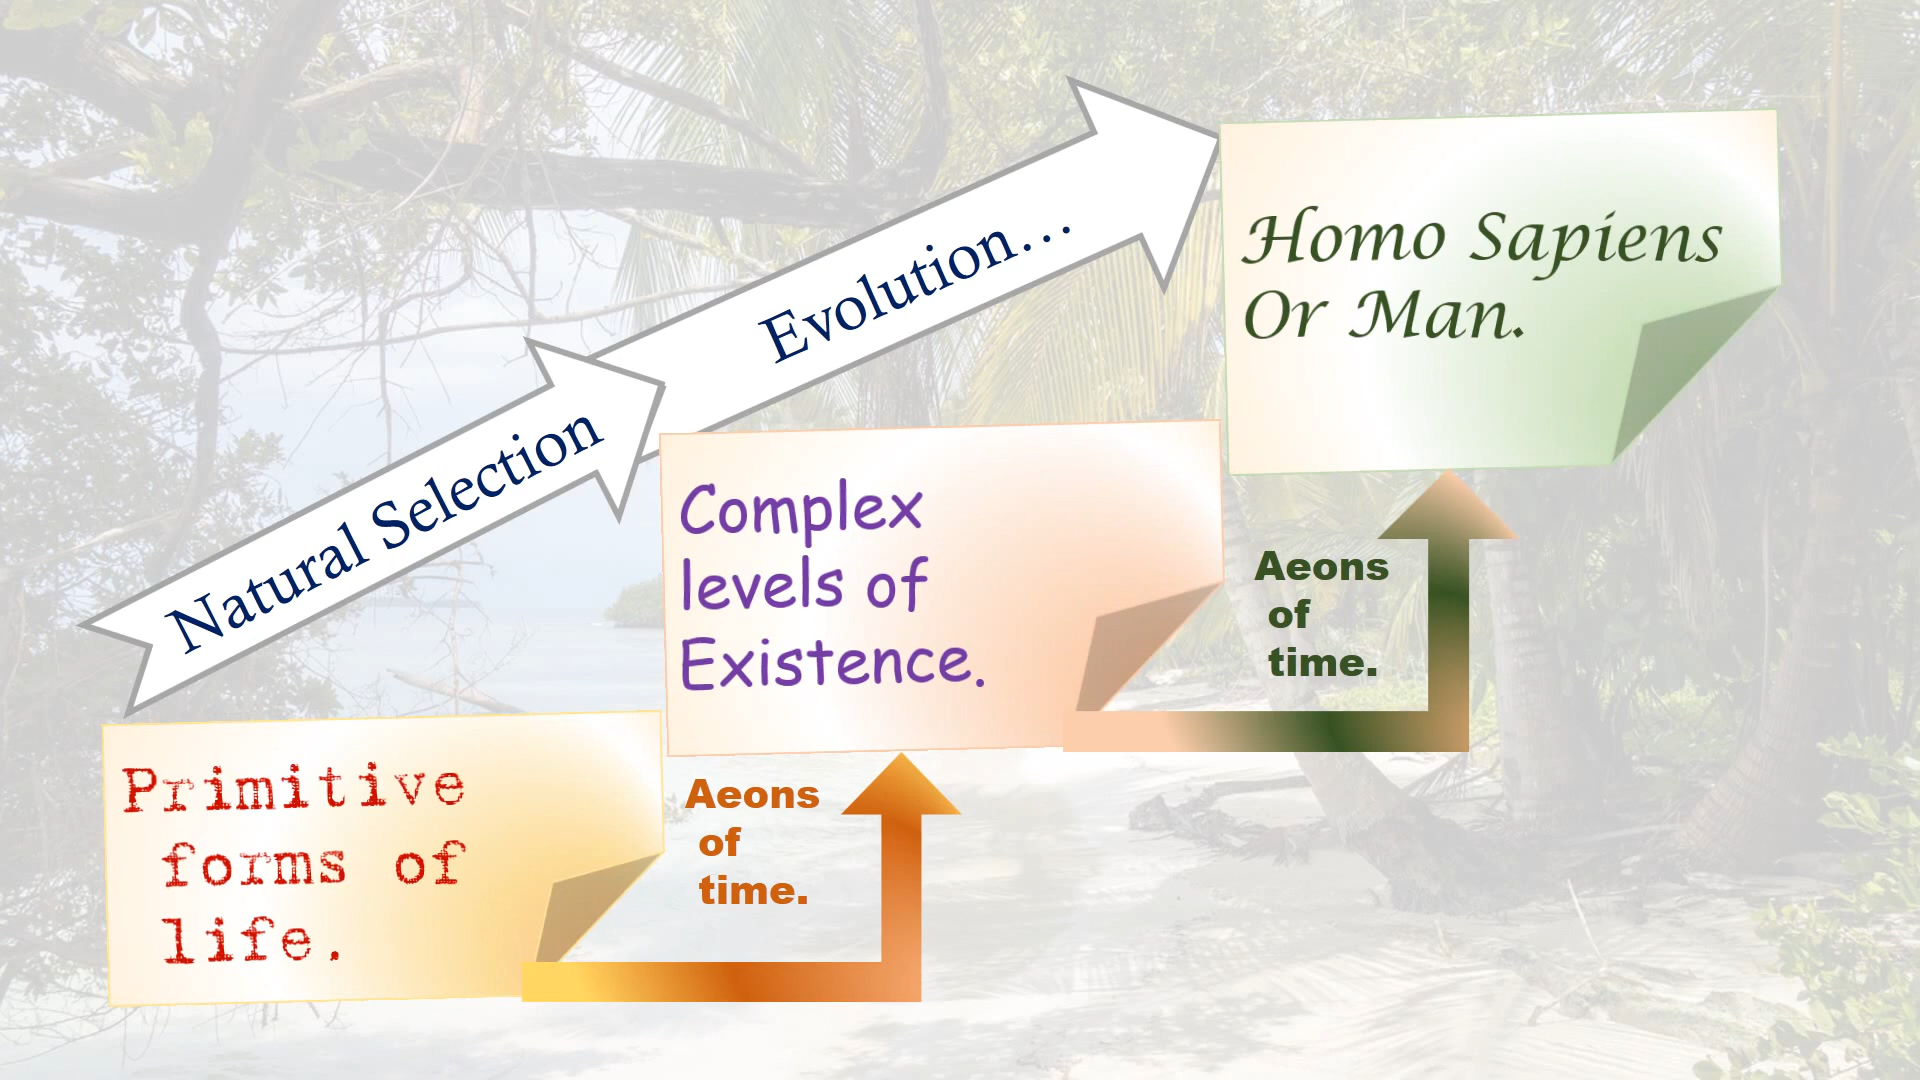 Natural Selection
Evolution...
Homo Sapiens
Or Man.
Complex
levels of
Existence.
Aeons
of
time.
Primitive
forms of
life.
Aeons
of
time.